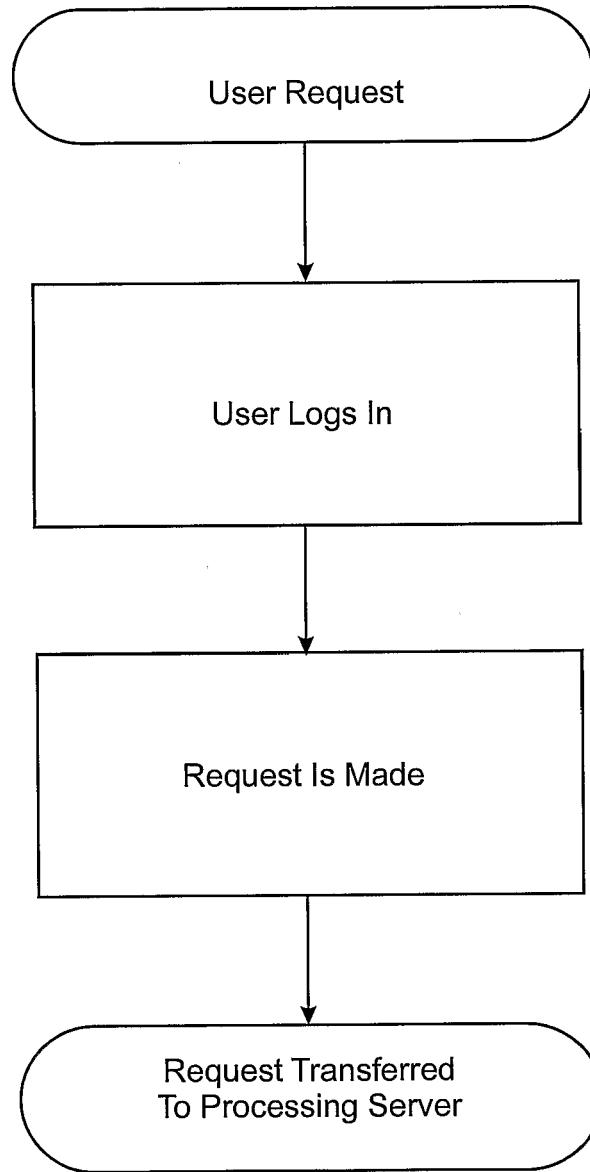 User Request
User Logs In
Request Is Made
Request Transferred
To Processing Server